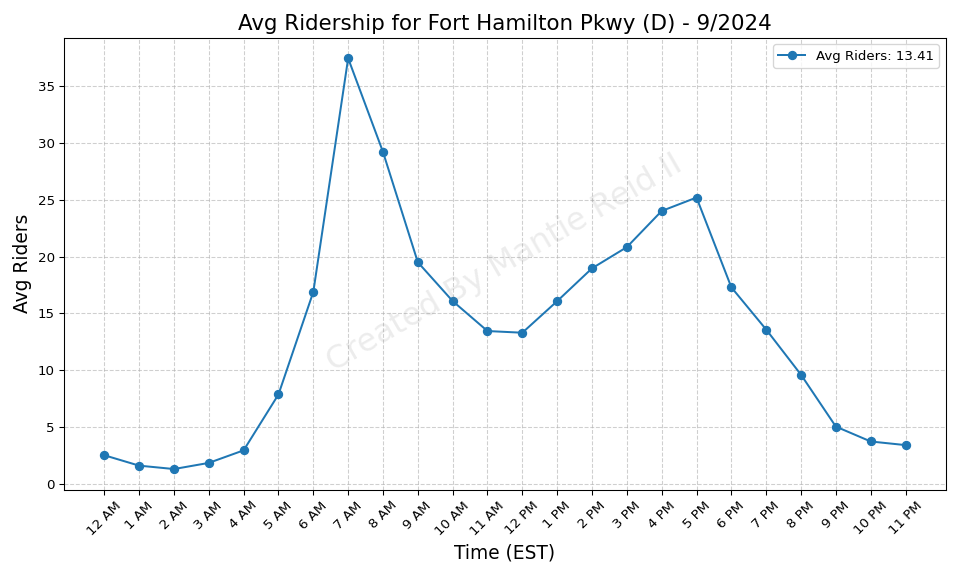 Avg Ridership for Fort Hamilton Pkwy (D) - 9/2024
Avg Riders: 13.41
Avg Riders
35
30
25
20
15
10
5
0
Created By Mantie Reid II
12 AM
1 AM
2 AM
3 AM
4 AM
5 AM
6 AM
7 AM
8 AM
9 AM
10 AM
11 AM
12 PM
1 PM
2 PM
3 PM
4 PM
5 PM
6 PM
7 PM
8 PM
9 PM
10 PM
11 PM
Time (EST)